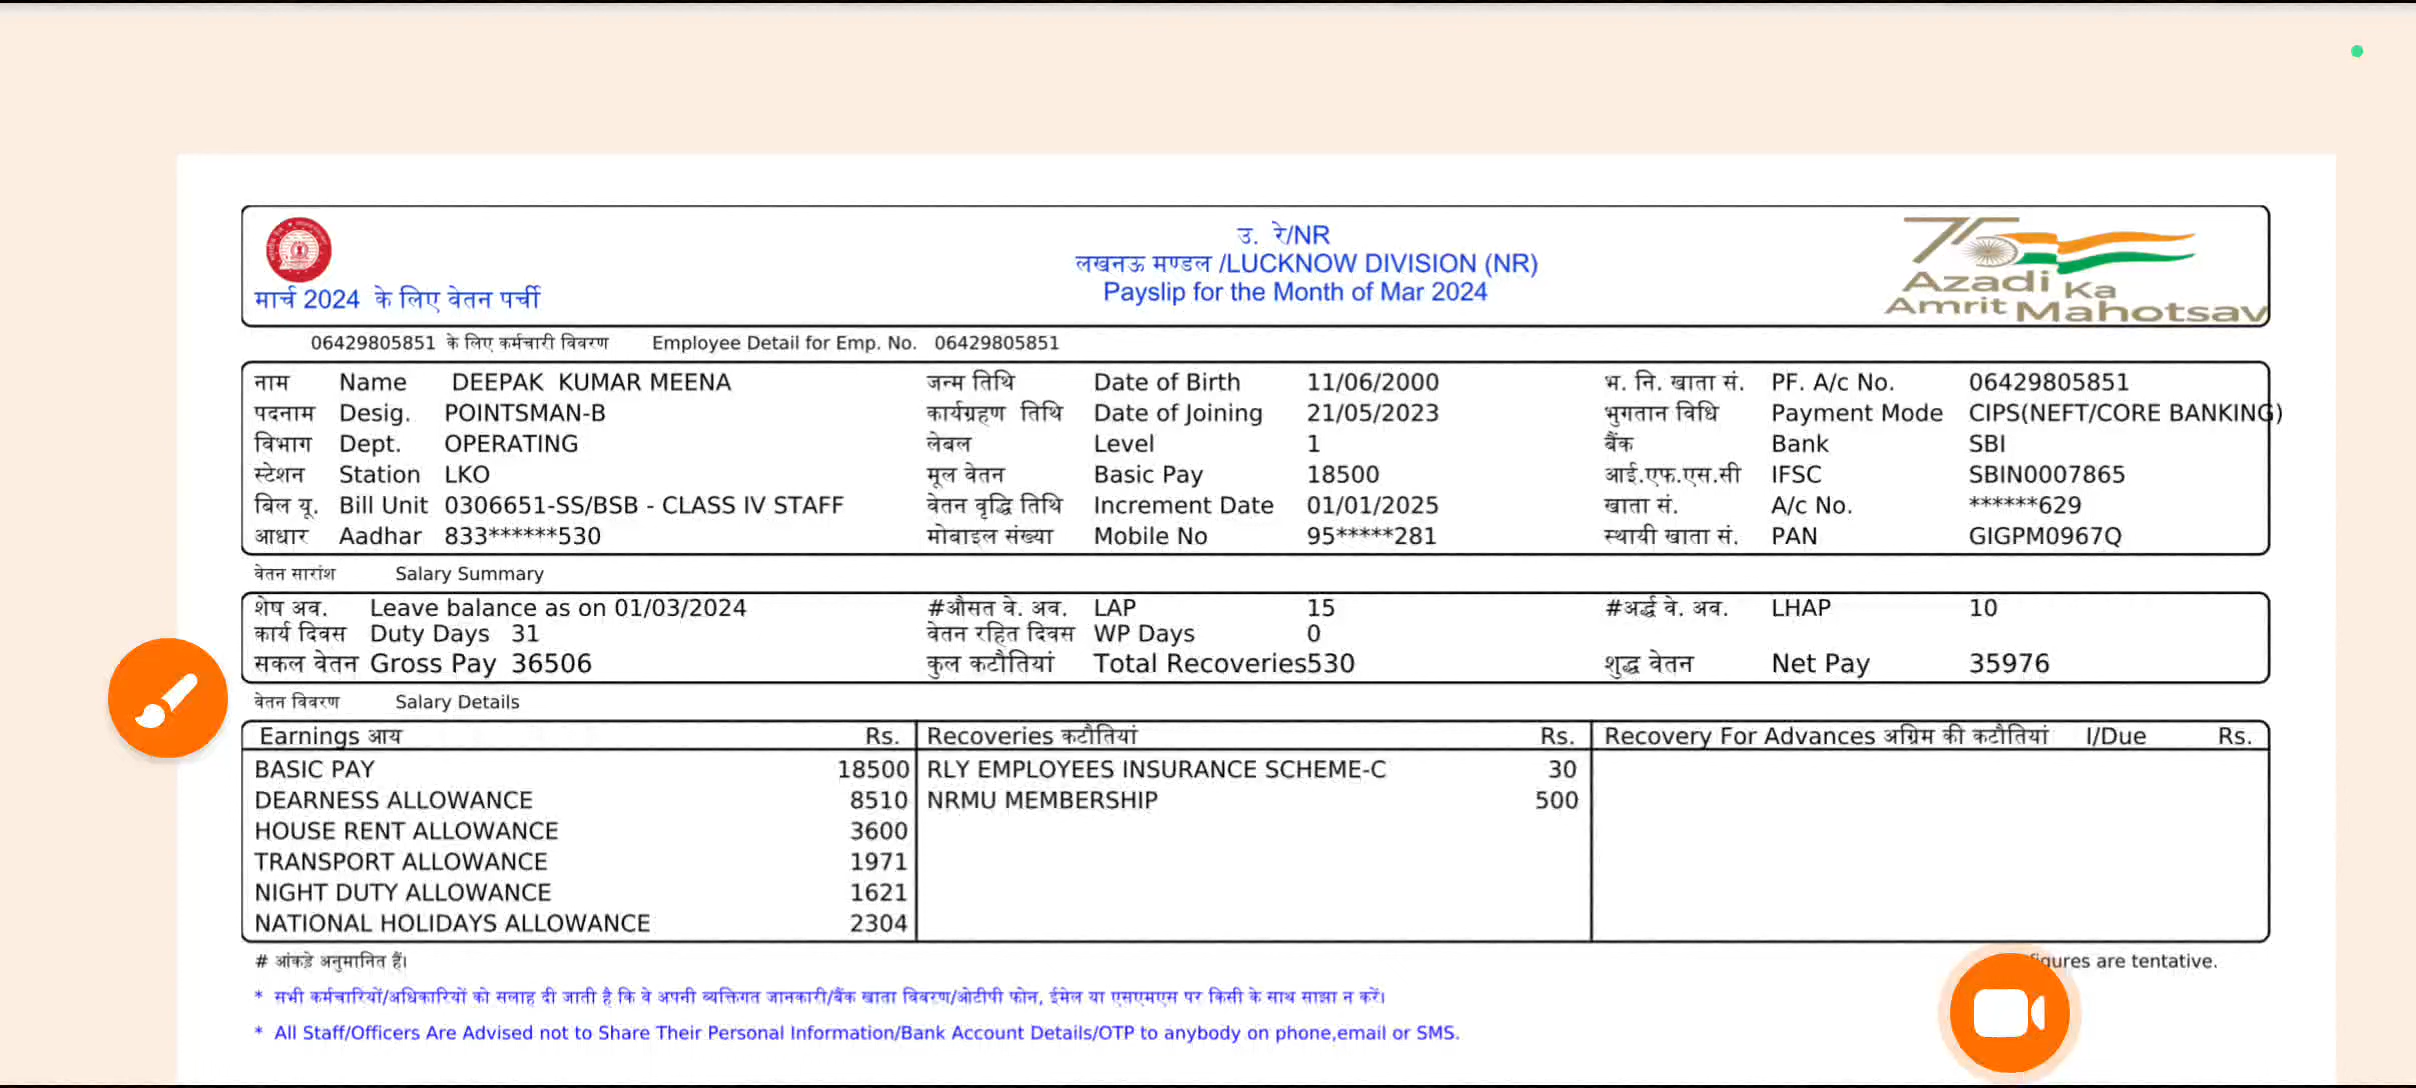 उ. रे/NR
लखनऊ मण्डल /LUCKNOW DIVISION (NR)
मार्च 2024 के लिए वेतन पर्ची Payslip for the Month of Mar 2024
Azadi Ka
Amrit Mahotsav
06429805851 के लिए कर्मचारी विवरण Employee Detail for Emp. No. 06429805851
नाम Name DEEPAK KUMAR MEENA जन्म तिथि Date of Birth 11/06/2000 भ. नि. खाता सं. PF. A/c No. 06429805851
पदनाम Desig. POINTSMAN-B कार्यग्रहण तिथि Date of Joining 21/05/2023 भुगतान विधि Payment Mode CIPS(NEFT/CORE BANKING)
विभाग Dept. OPERATING लेबल Level 1 बैंक Bank SBI
स्टेशन Station LKO मूल वेतन Basic Pay 18500 आई.एफ.एस.सी IFSC SBIN0007865
बिल यू. Bill Unit 0306651-SS/BSB - CLASS IV STAFF वेतन वृद्धि तिथि Increment Date 01/01/2025 खाता सं. A/c No. ******629
आधार Aadhar 833******530 मोबाइल संख्या Mobile No 95*****281 स्थायी खाता सं. PAN GIGPM0967Q
वेतन सारांश Salary Summary
शेष अव. Leave balance as on 01/03/2024 #औसत वे. अव. LAP 15 #अर्द्ध वे. अव. LHAP 10
कार्य दिवस Duty Days 31 वेतन रहित दिवस WP Days 0
सकल वेतन Gross Pay 36506 कुल कटौतियां Total Recoveries530 शुद्ध वेतन Net Pay 35976
वेतन विवरण Salary Details
Earnings आय Rs. Recoveries कटौतियां Rs. Recovery For Advances अग्रिम की कटौतियां I/Due Rs.
BASIC PAY 18500 RLY EMPLOYEES INSURANCE SCHEME-C 30
DEARNESS ALLOWANCE 8510 NRMU MEMBERSHIP 500
HOUSE RENT ALLOWANCE 3600
TRANSPORT ALLOWANCE 1971
NIGHT DUTY ALLOWANCE 1621
NATIONAL HOLIDAYS ALLOWANCE 2304
# आंकड़े अनुमानित हैं। figures are tentative.
* सभी कर्मचारियों/अधिकारियों को सलाह दी जाती है कि वे अपनी व्यक्तिगत जानकारी/बैंक खाता विवरण/ओटीपी फोन, ईमेल या एसएमएस पर किसी के साथ साझा न करें।
* All Staff/Officers Are Advised not to Share Their Personal Information/Bank Account Details/OTP to anybody on phone,email or SMS.